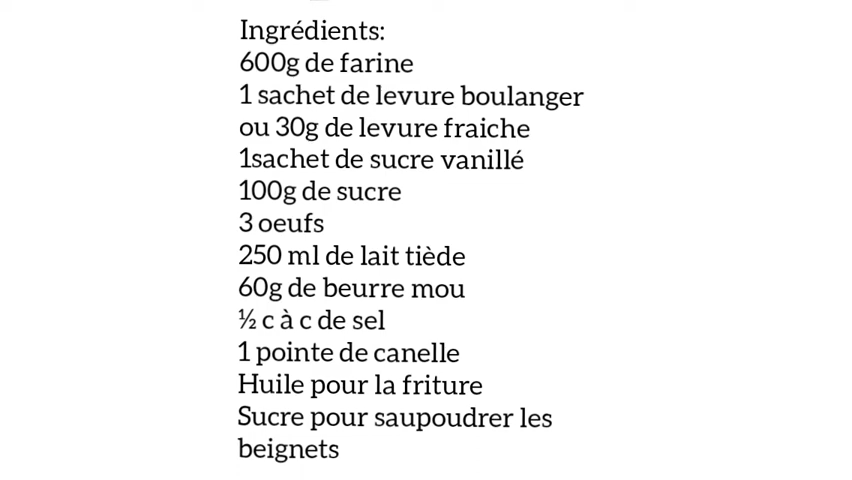 Ingrédients:
600g de farine
1 sachet de levure boulanger
ou 30g de levure fraiche
1sachet de sucre vanillé
100g de sucre
3 oeufs
250 ml de lait tiède
60g de beurre mou
½ c à c de sel
1 pointe de canelle
Huile pour la friture
Sucre pour saupoudrer les
beignets